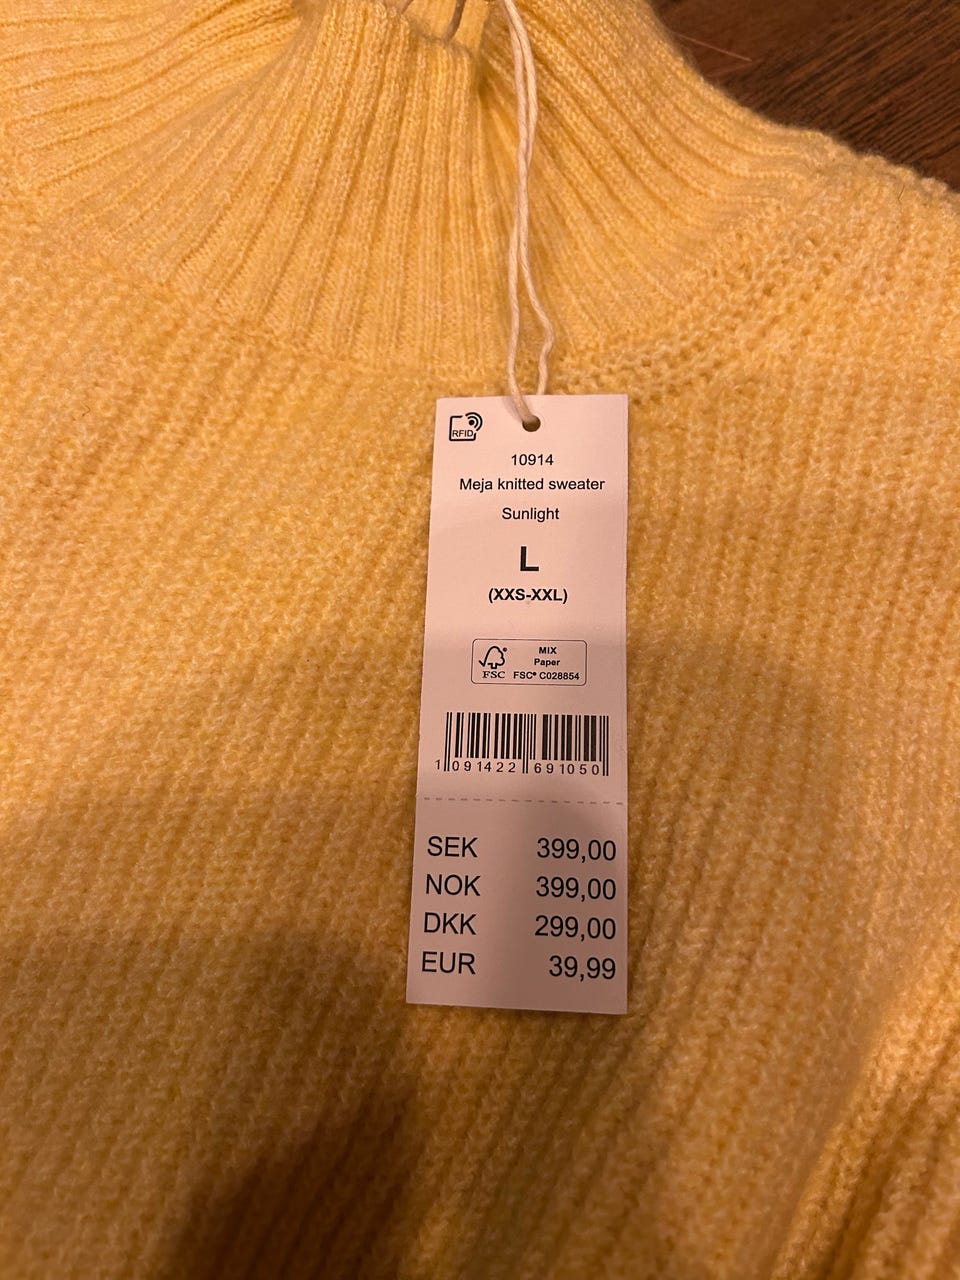 RFID
10914
Meja knitted sweater
Sunlight
L
(XXS-XXL)
FSC®
MIX
Paper
FSC® C028854
1 091422 691050
SEK 399,00
NOK 399,00
DKK 299,00
EUR 39,99